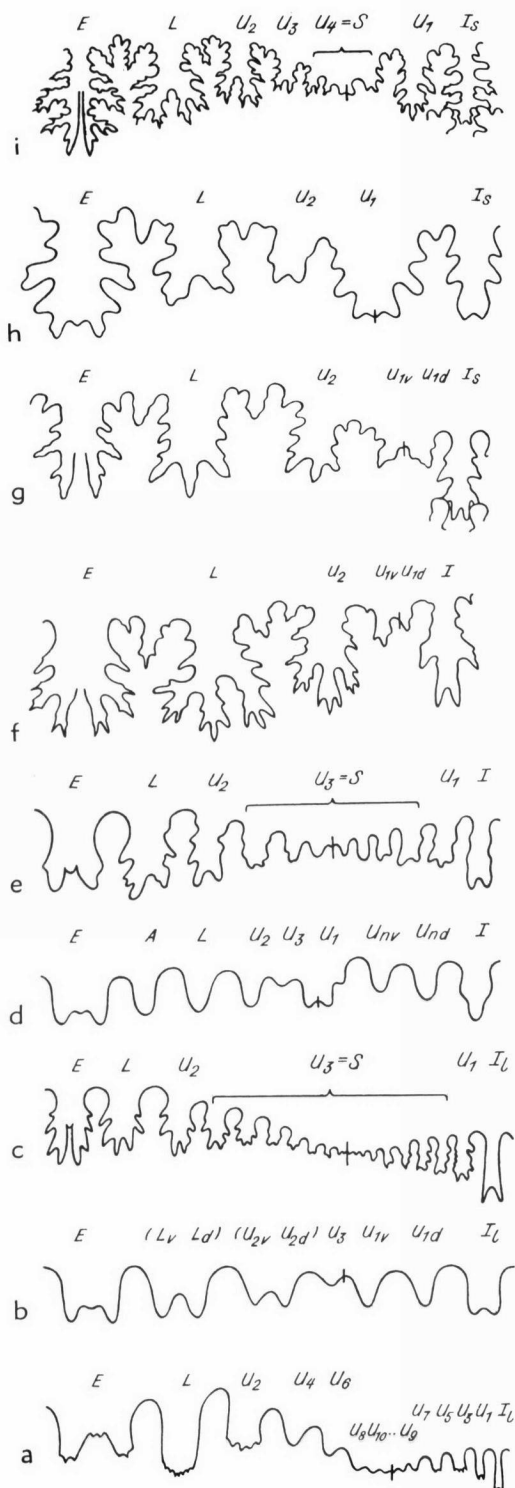 E L U2 U3 U4=S U1 Is
i
E L U2 U1 Is
h
E L U2 U1v U1d Is
g
E L U2 U1v U1d I
f
E L U2 U3=S U1 I
e
E A L U2 U3 U1 Unv Und I
d
E L U2 U3=S U1 Il
c
E (Lv Ld) (U2v U2d) U3 U1v U1d Il
b
E L U2 U4 U6
U8 U10.. U9 U7 U5 U3 U1 Il
a